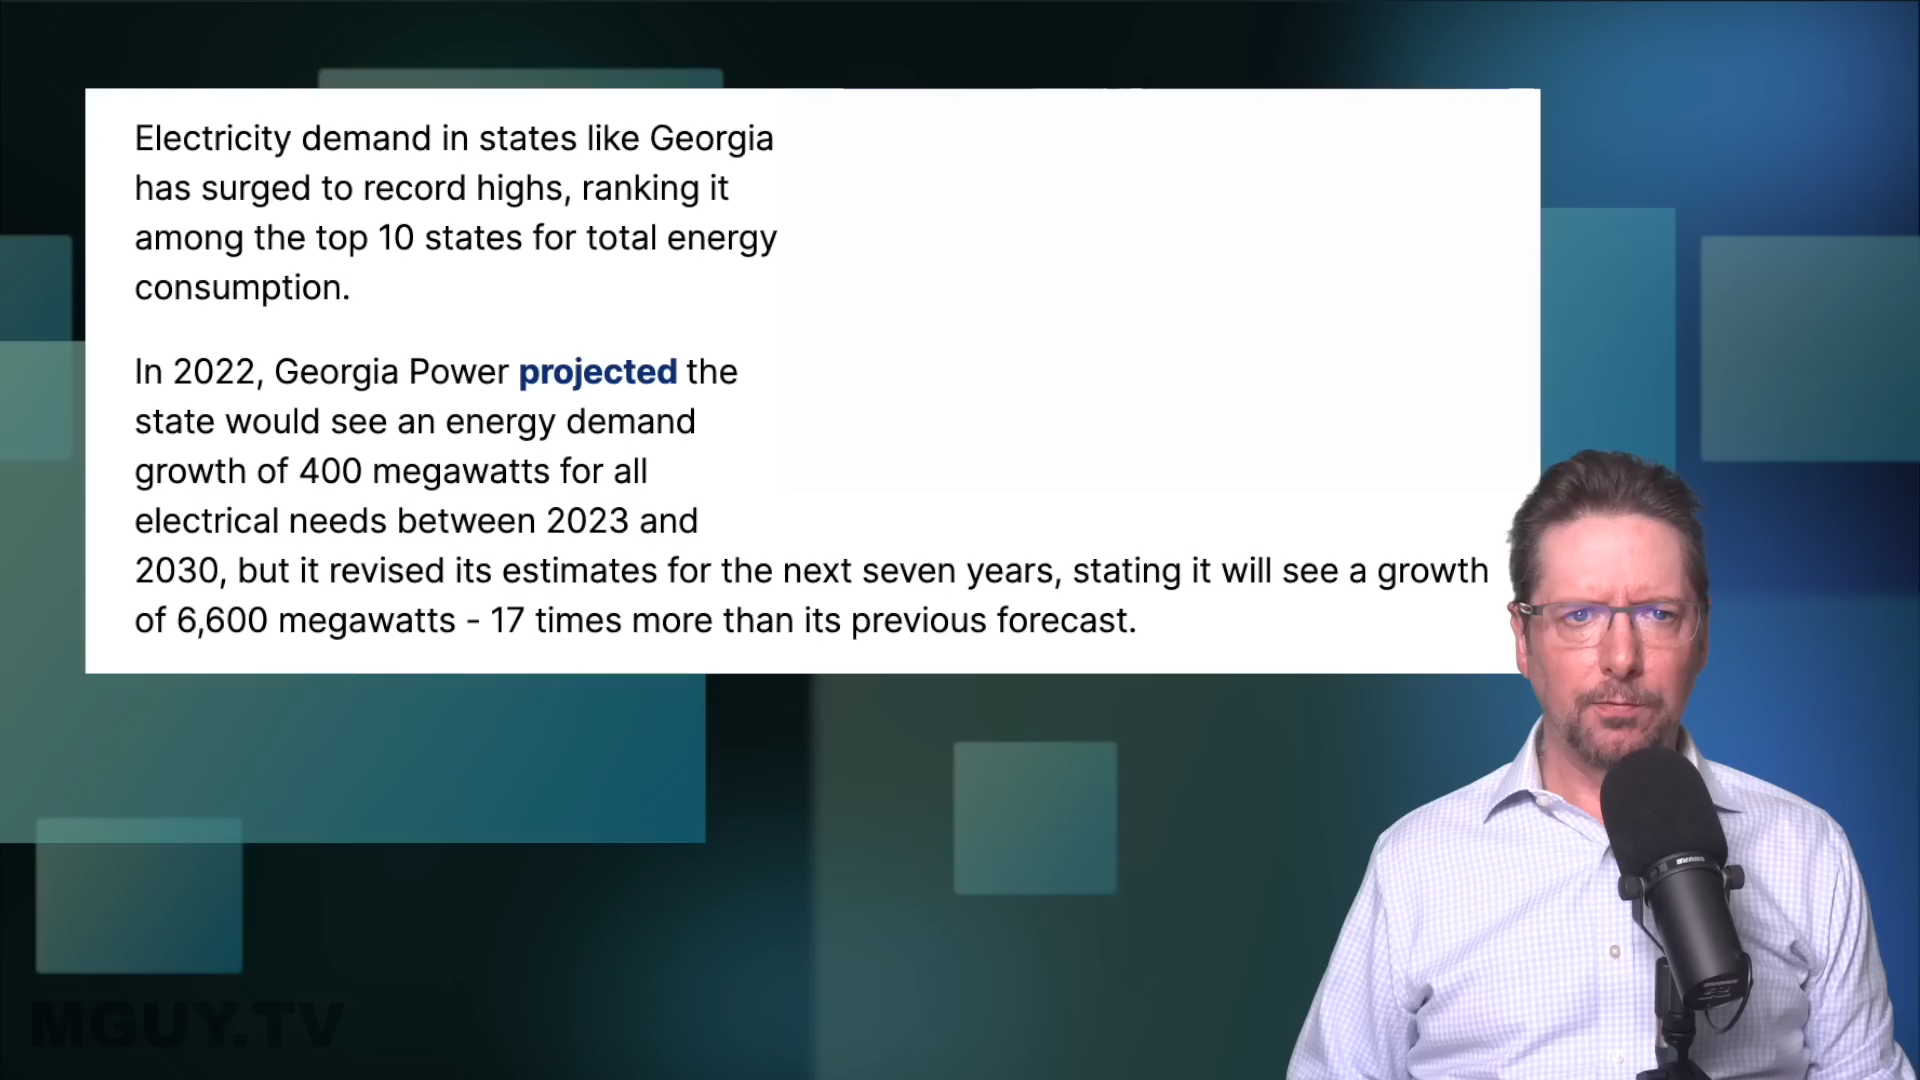 Electricity demand in states like Georgia
has surged to record highs, ranking it
among the top 10 states for total energy
consumption.
In 2022, Georgia Power projected the
state would see an energy demand
growth of 400 megawatts for all
electrical needs between 2023 and
2030, but it revised its estimates for the next seven years, stating it will see a growth
of 6,600 megawatts - 17 times more than its previous forecast.
MGUY.TV